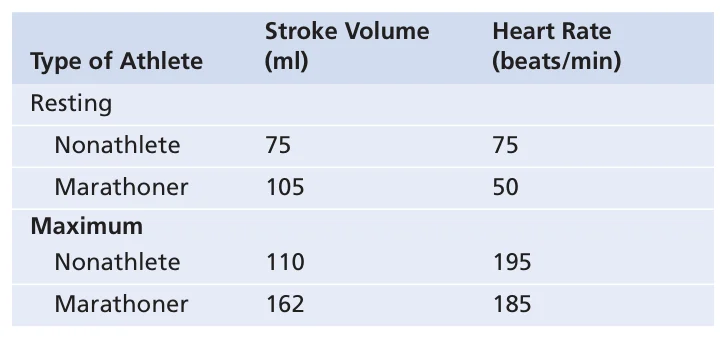 Type of Athlete Stroke Volume (ml) Heart Rate (beats/min)
Resting
Nonathlete 75 75
Marathoner 105 50
Maximum
Nonathlete 110 195
Marathoner 162 185